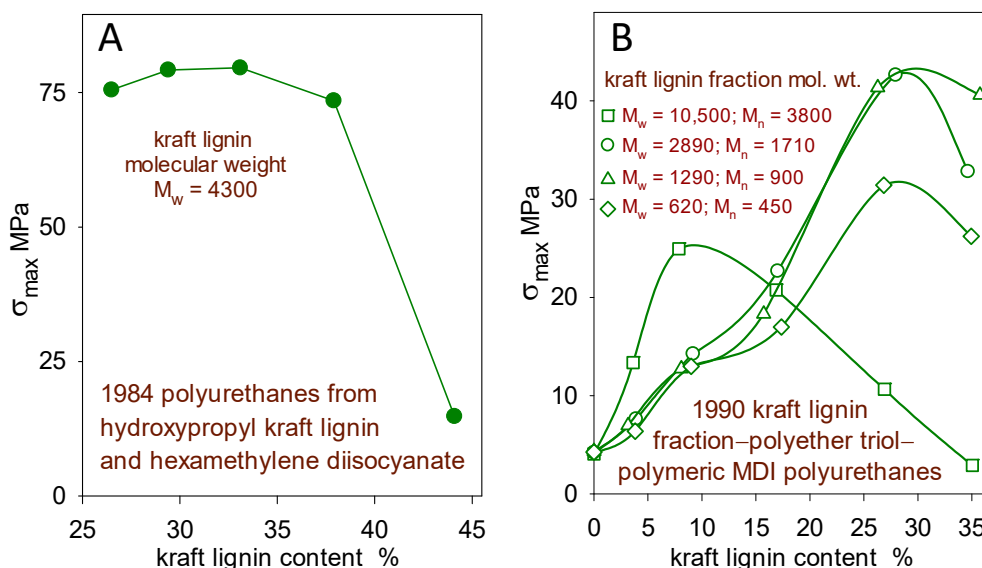 A
75
50
25
0
σmax MPa
25
30
35
40
45
kraft lignin content %
kraft lignin
molecular weight
Mw = 4300
1984 polyurethanes from
hydroxypropyl kraft lignin
and hexamethylene diisocyanate
B
40
30
20
10
0
σmax MPa
0
5
10
15
20
25
30
35
kraft lignin content %
kraft lignin fraction mol. wt.
Mw = 10,500; Mn = 3800
Mw = 2890; Mn = 1710
Mw = 1290; Mn = 900
Mw = 620; Mn = 450
1990 kraft lignin
fraction–polyether triol–
polymeric MDI polyurethanes